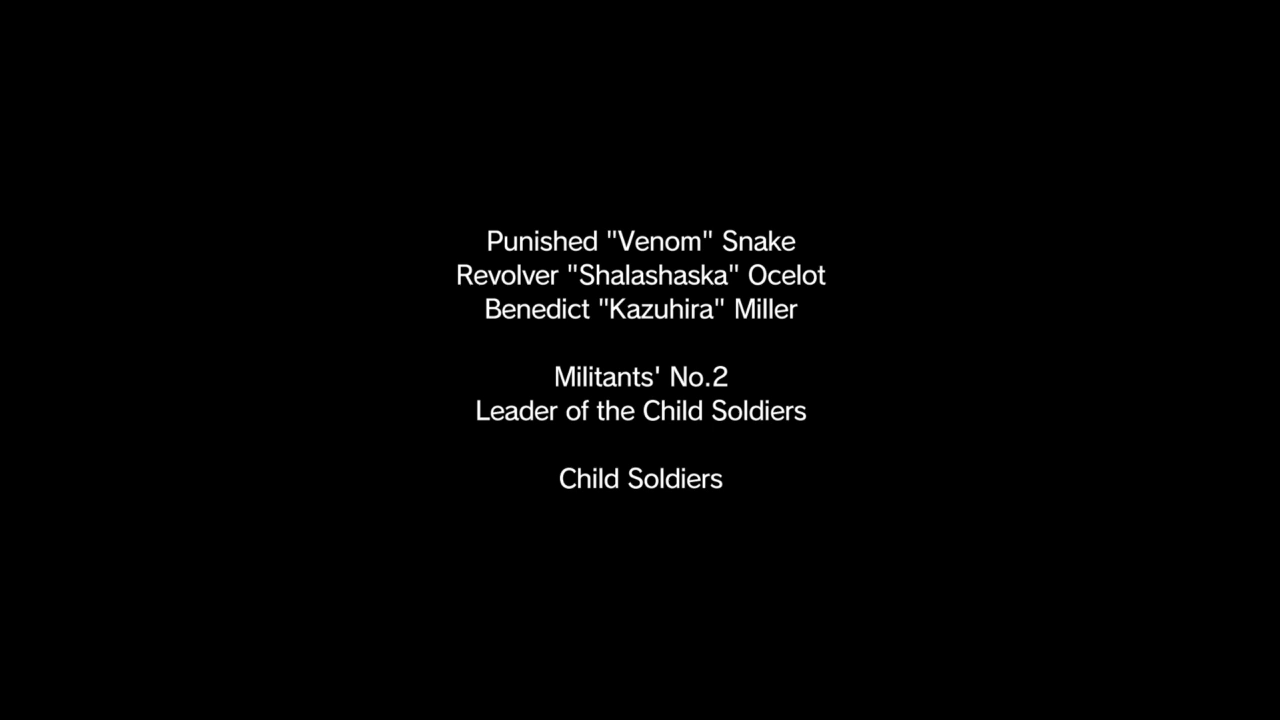 Punished "Venom" Snake
Revolver "Shalashaska" Ocelot
Benedict "Kazuhira" Miller
Militants' No.2
Leader of the Child Soldiers
Child Soldiers